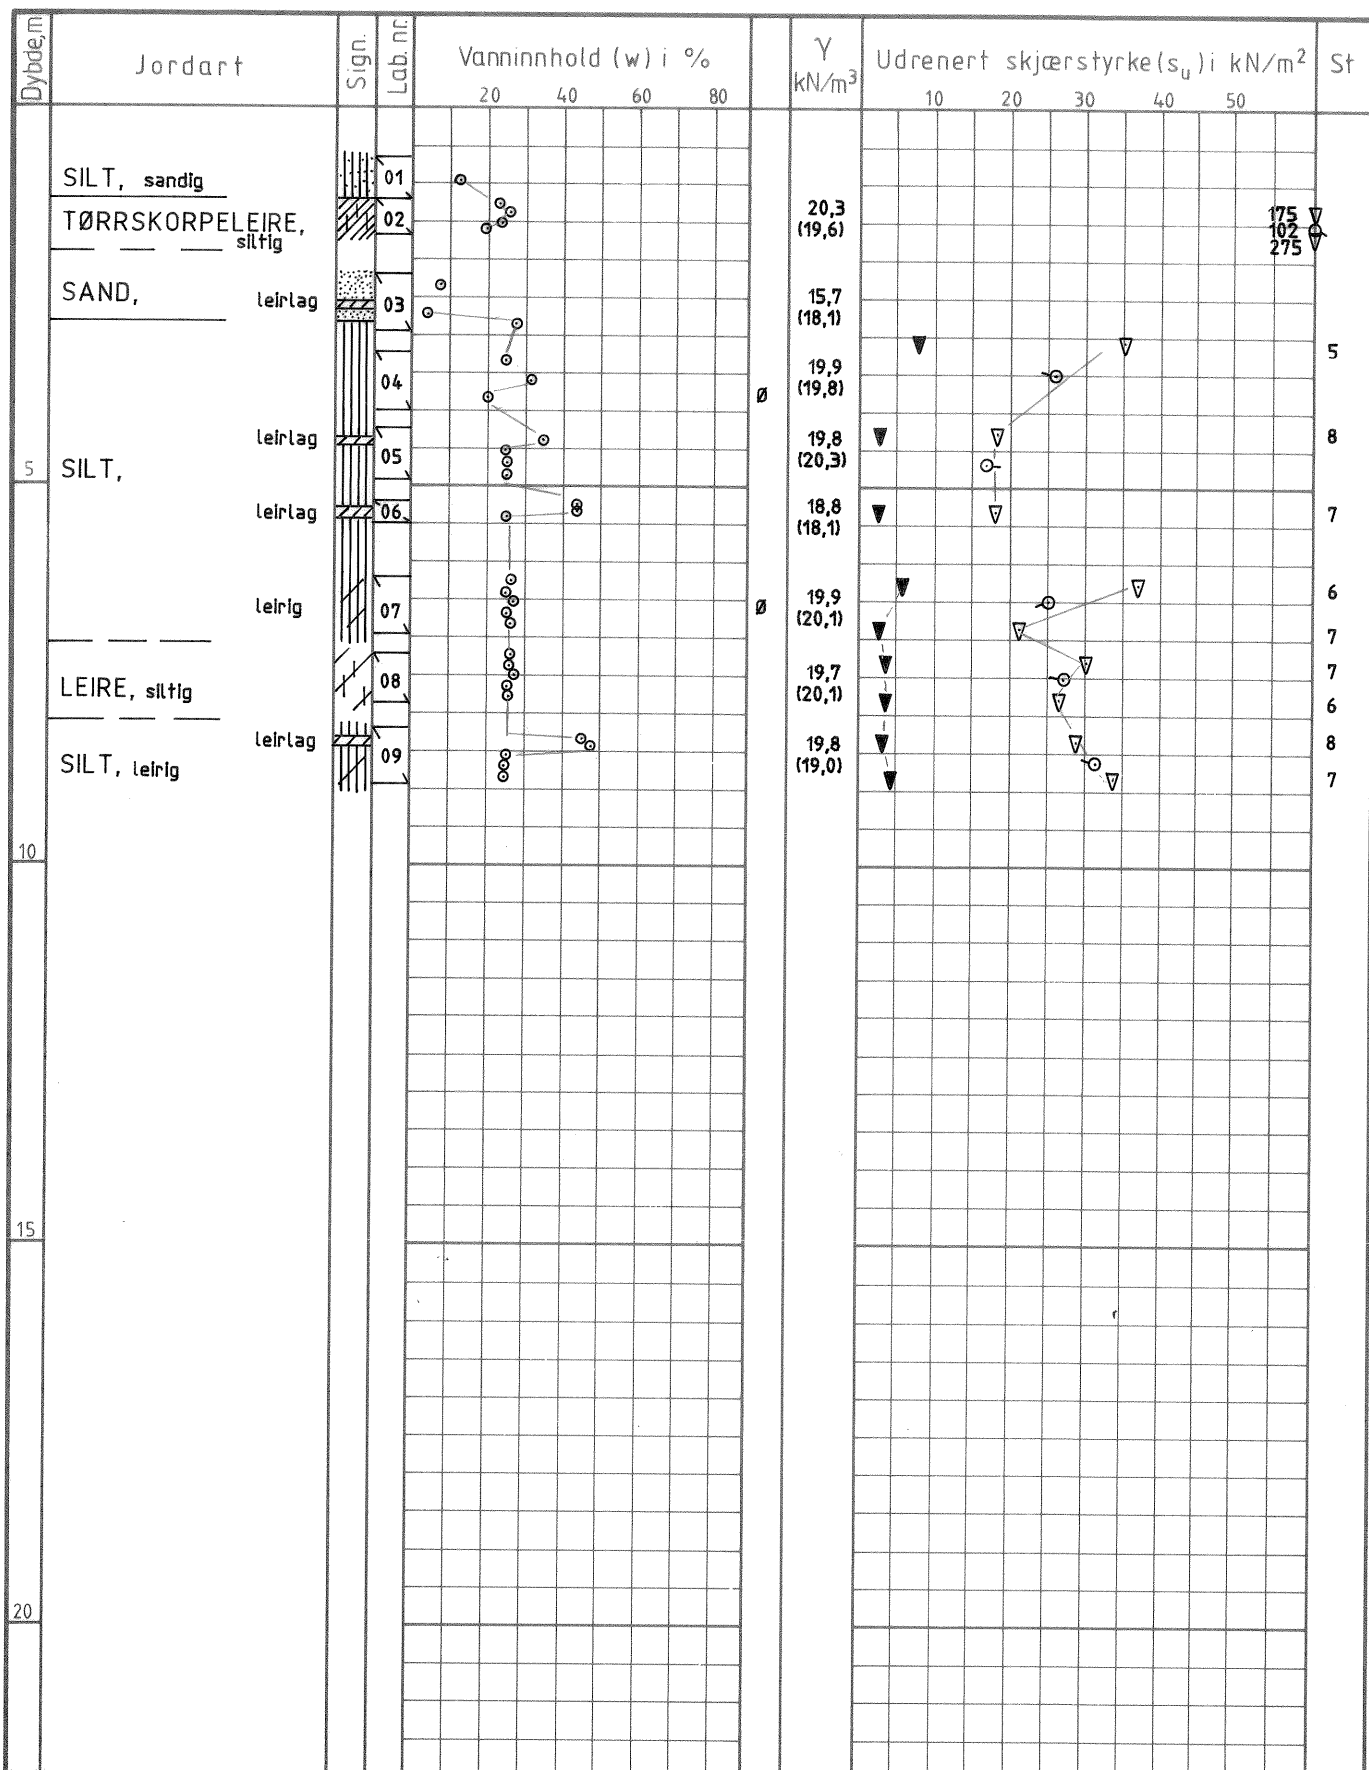 Dybde,m
Jordart
Sign.
Lab. nr.
Vanninnhold (w) i %
γ
kN/m³
Udrenert skjærstyrke(sᵤ) i kN/m²
St
20 40 60 80
10 20 30 40 50
SILT, sandig
01
TØRRSKORPELEIRE,
siltig
02
20,3
(19,6)
175
102
275
SAND, leirlag
03
15,7
(18,1)
5
04
Ø
19,9
(19,8)
leirlag
05
19,8
(20,3)
8
5
SILT,
leirlag
06
18,8
(18,1)
7
leirig
07
Ø
19,9
(20,1)
6
7
LEIRE, siltig
08
19,7
(20,1)
7
6
leirlag
SILT, leirig
09
19,8
(19,0)
8
7
10
15
20